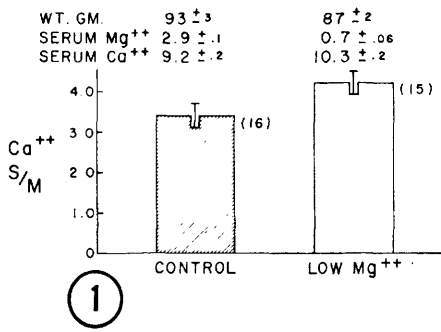 WT. GM. 93 ± 3 87 ± 2
SERUM Mg++ 2.9 ± .1 0.7 ± .06
SERUM Ca++ 9.2 ± .2 10.3 ± .2
4.0
(15)
(16)
3.0
Ca++
S/M
2.0
1.0
0
CONTROL LOW Mg++
1